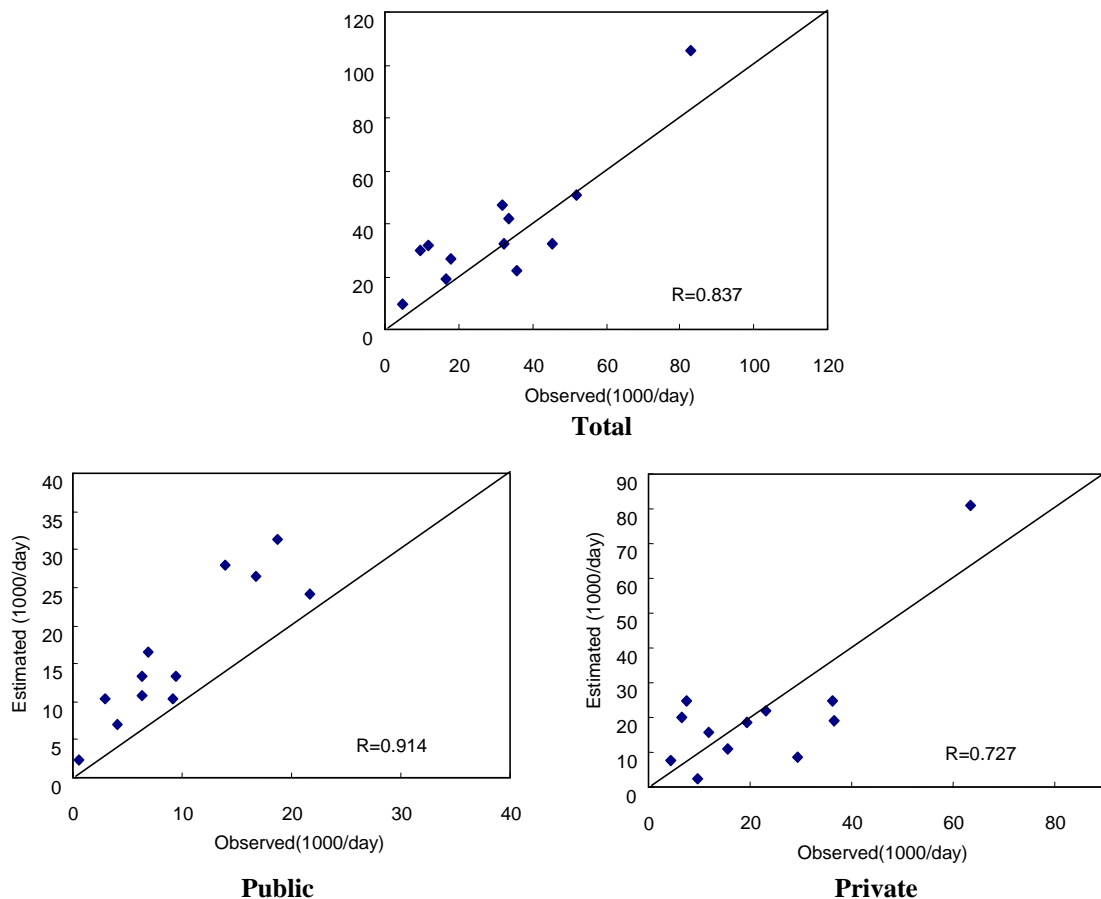 120
100
80
60
40
20
0
R=0.837
0 20 40 60 80 100 120
Observed(1000/day)
Total
40
35
30
25
20
15
10
5
0
Estimated (1000/day)
R=0.914
0 10 20 30 40
Observed(1000/day)
Public
90
80
70
60
50
40
30
20
10
0
Estimated (1000/day)
R=0.727
0 20 40 60 80
Observed(1000/day)
Private